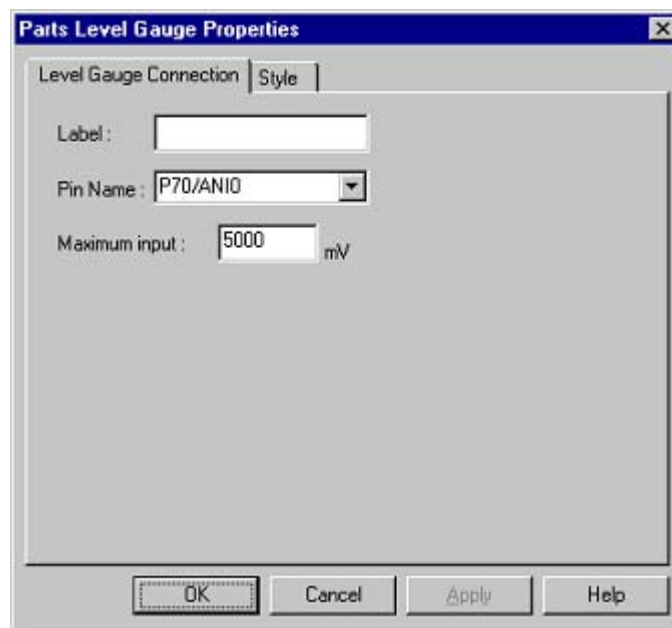 Parts Level Gauge Properties
Level Gauge Connection Style
Label :
Pin Name : P70/ANI0
Maximum input : 5000 mV
OK Cancel Apply Help